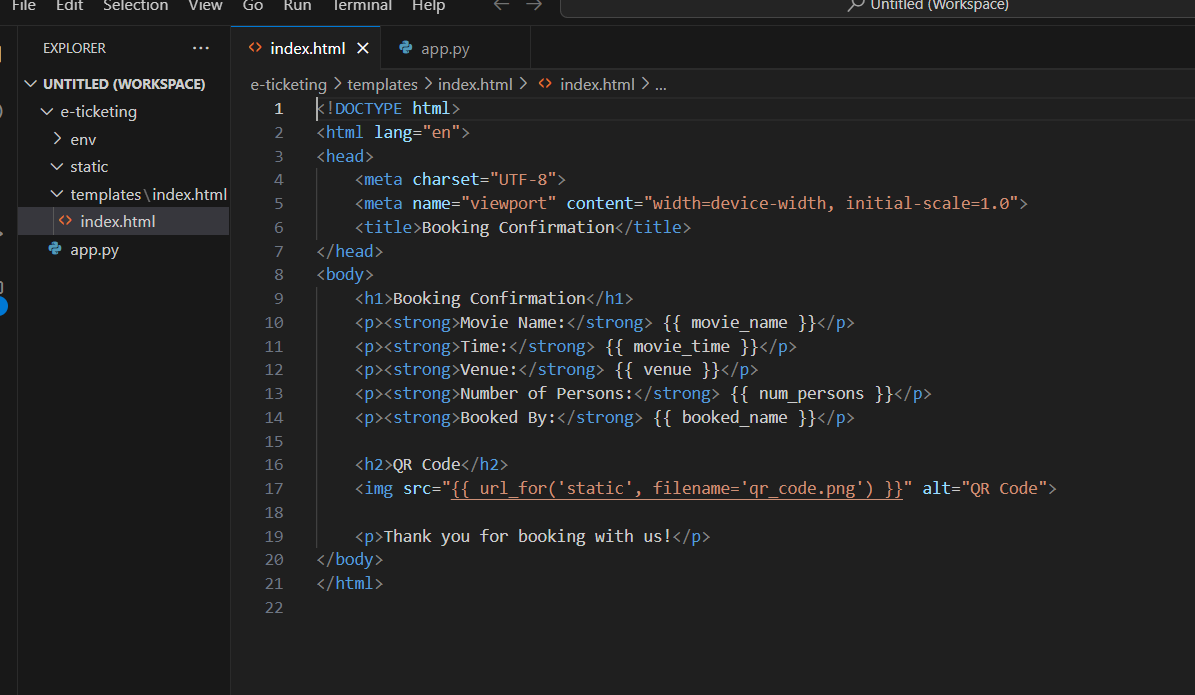 File Edit Selection View Go Run Terminal Help
Untitled (Workspace)
EXPLORER ...
UNTITLED (WORKSPACE)
e-ticketing
env
static
templates\index.html
index.html
app.py
index.html app.py
e-ticketing > templates > index.html > <> index.html > ...
1 <!DOCTYPE html>
2 <html lang="en">
3 <head>
4 <meta charset="UTF-8">
5 <meta name="viewport" content="width=device-width, initial-scale=1.0">
6 <title>Booking Confirmation</title>
7 </head>
8 <body>
9 <h1>Booking Confirmation</h1>
10 <p><strong>Movie Name:</strong> {{ movie_name }}</p>
11 <p><strong>Time:</strong> {{ movie_time }}</p>
12 <p><strong>Venue:</strong> {{ venue }}</p>
13 <p><strong>Number of Persons:</strong> {{ num_persons }}</p>
14 <p><strong>Booked By:</strong> {{ booked_name }}</p>
15
16 <h2>QR Code</h2>
17 <img src="{{ url_for('static', filename='qr_code.png') }}" alt="QR Code">
18
19 <p>Thank you for booking with us!</p>
20 </body>
21 </html>
22